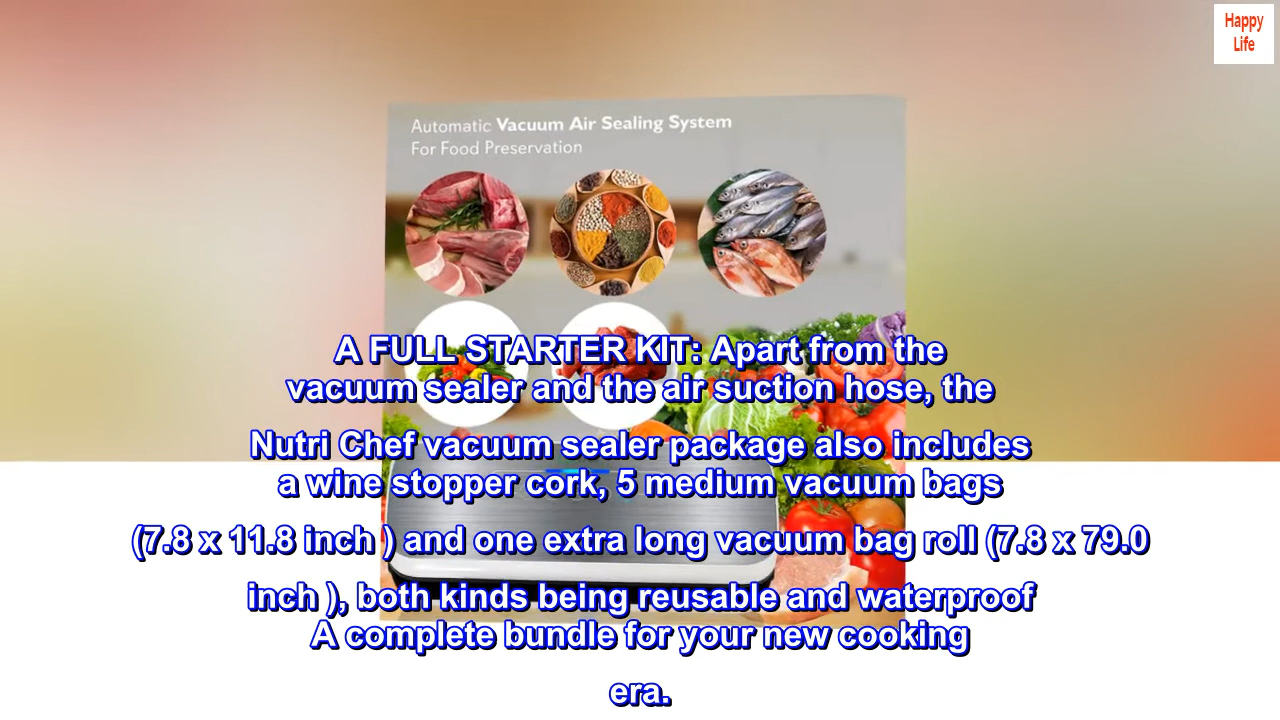 Happy
Life
Automatic Vacuum Air Sealing System
For Food Preservation
A FULL STARTER KIT: Apart from the
vacuum sealer and the air suction hose, the
Nutri Chef vacuum sealer package also includes
a wine stopper cork, 5 medium vacuum bags
(7.8 x 11.8 inch ) and one extra long vacuum bag roll (7.8 x 79.0
inch ), both kinds being reusable and waterproof
A complete bundle for your new cooking
era.